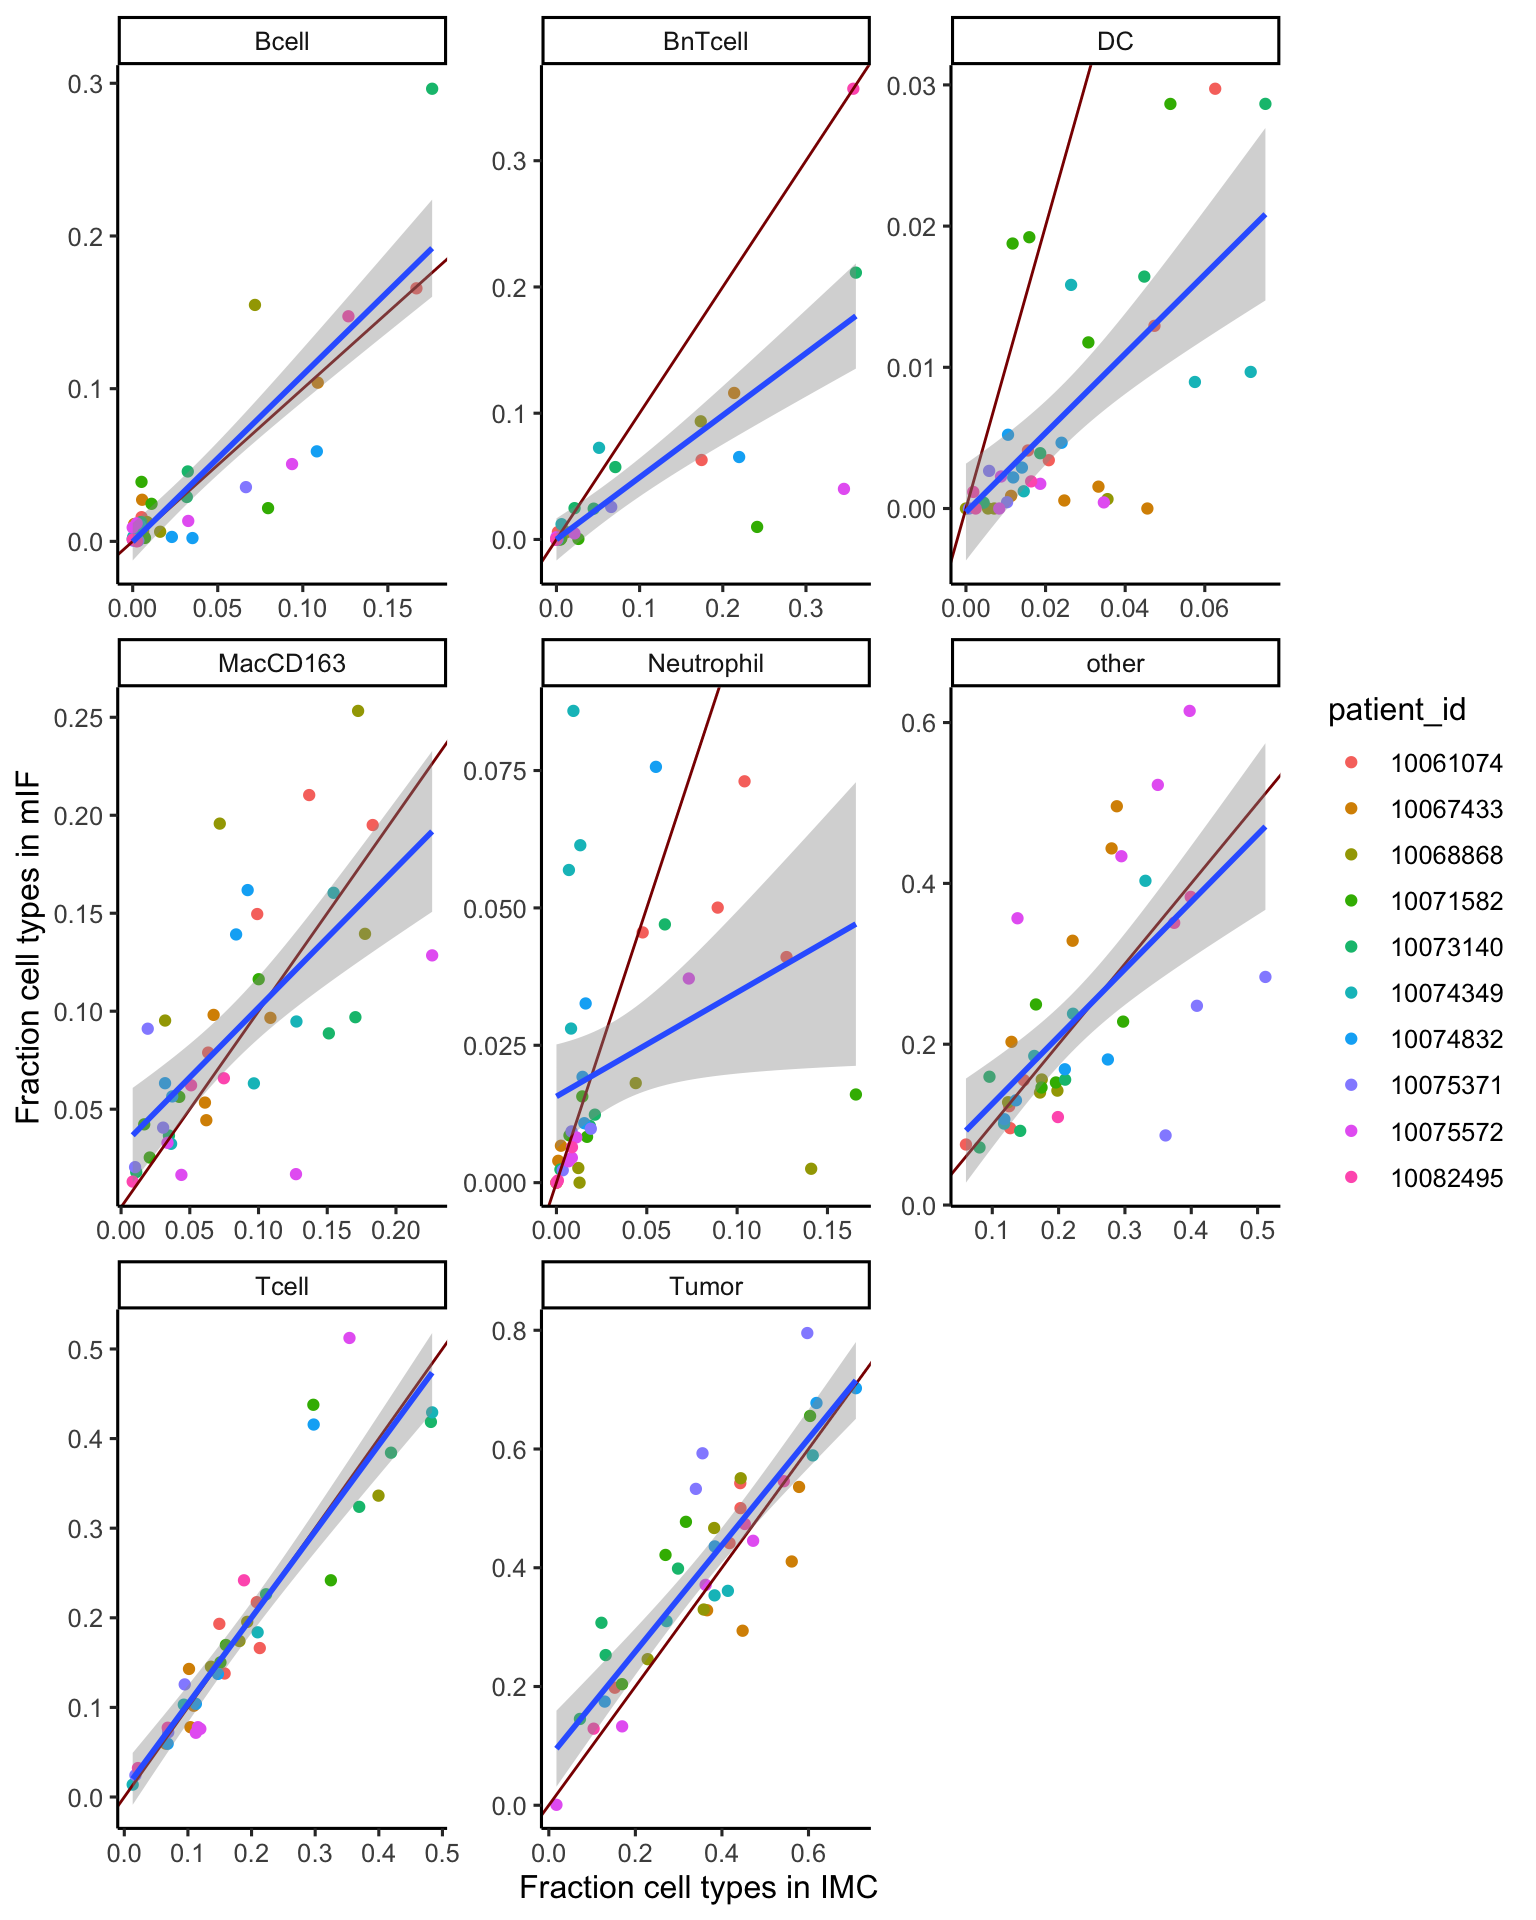 Bcell
BnTcell
DC
0.3
0.2
0.1
0.0
0.00 0.05 0.10 0.15
0.3
0.2
0.1
0.0
0.0 0.1 0.2 0.3
0.03
0.02
0.01
0.00
0.00 0.02 0.04 0.06
MacCD163
Neutrophil
other
0.25
0.20
0.15
0.10
0.05
0.00 0.05 0.10 0.15 0.20
0.075
0.050
0.025
0.000
0.00 0.05 0.10 0.15
0.6
0.4
0.2
0.0
0.1 0.2 0.3 0.4 0.5
Tcell
Tumor
0.5
0.4
0.3
0.2
0.1
0.0
0.0 0.1 0.2 0.3 0.4 0.5
0.8
0.6
0.4
0.2
0.0
0.0 0.2 0.4 0.6
Fraction cell types in mIF
Fraction cell types in IMC
patient_id
10061074
10067433
10068868
10071582
10073140
10074349
10074832
10075371
10075572
10082495